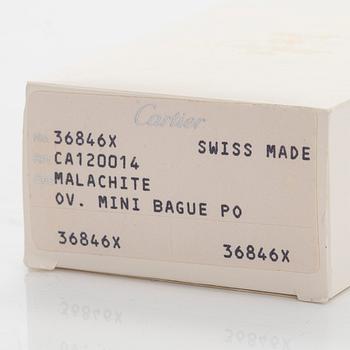 Cartier
36846X SWISS MADE
CA120014
MALACHITE
OV. MINI BAGUE PO
36846X 36846X